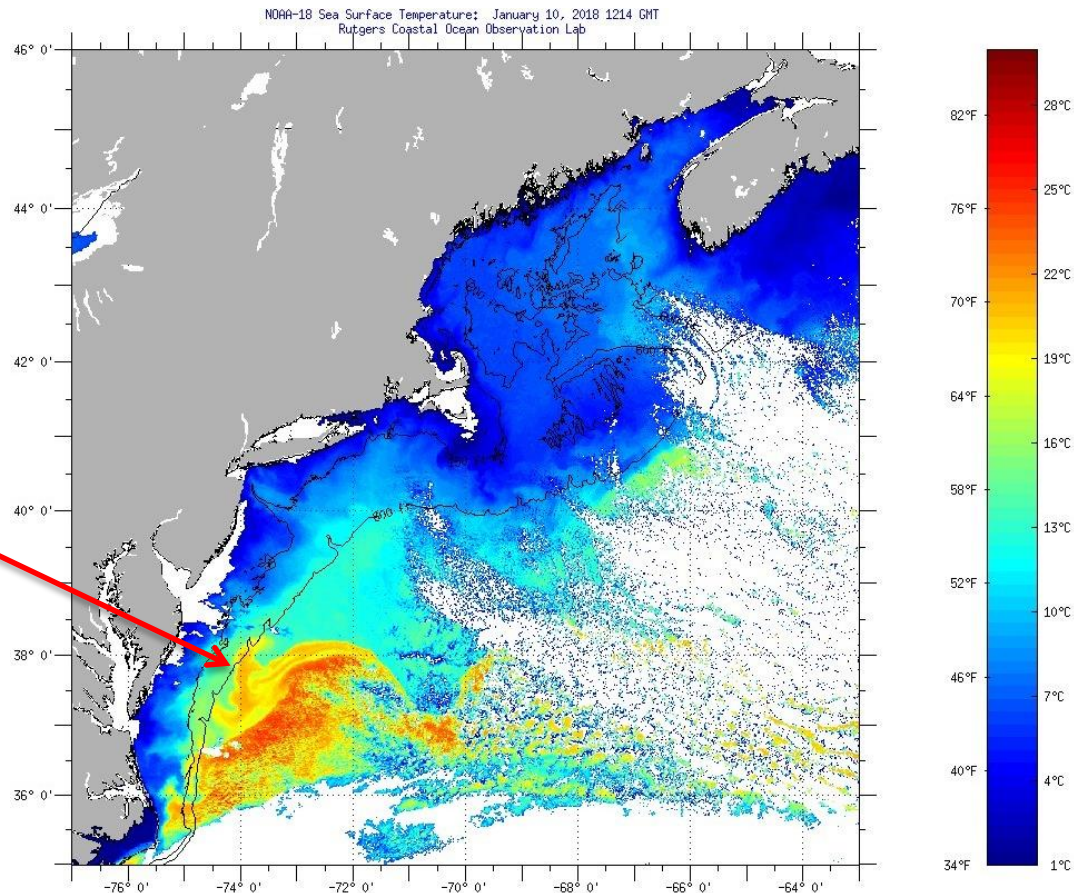 NOAA-18 Sea Surface Temperature: January 10, 2018 1214 GMT
Rutgers Coastal Ocean Observation Lab
46° 0'
44° 0'
42° 0'
40° 0'
38° 0'
36° 0'
-76° 0'
-74° 0'
-72° 0'
-70° 0'
-68° 0'
-66° 0'
-64° 0'
600
600 ft
82°F
76°F
70°F
64°F
58°F
52°F
46°F
40°F
34°F
28°C
25°C
22°C
19°C
16°C
13°C
10°C
7°C
4°C
1°C